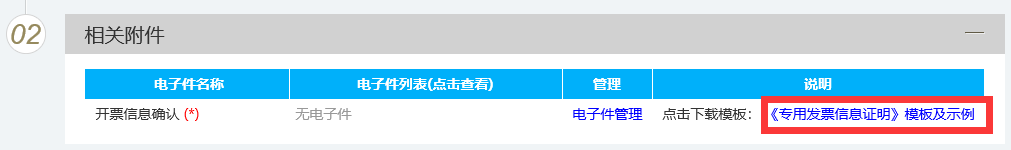 02 相关附件
电子件名称 电子件列表(点击查看) 管理 说明
开票信息确认 (*) 无电子件 电子件管理 点击下载模板：《专用发票信息证明》模板及示例